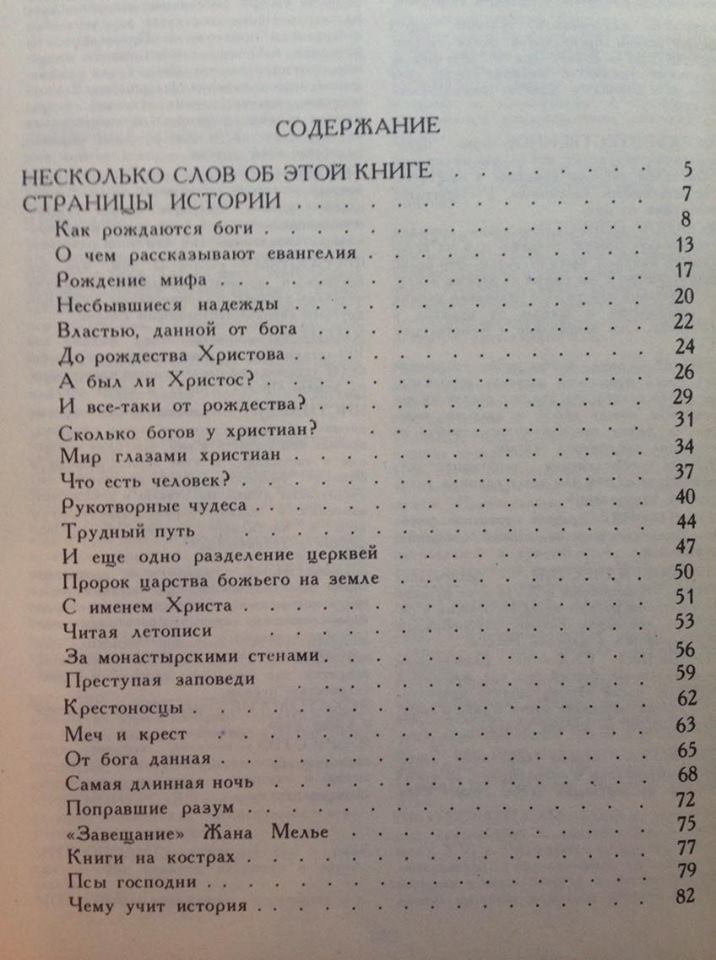 СОДЕРЖАНИЕ
НЕСКОЛЬКО СЛОВ ОБ ЭТОЙ КНИГЕ . . . . . . . . 5
СТРАНИЦЫ ИСТОРИИ . . . . . . . . . . . . . . 7
Как рождаются боги . . . . . . . . . . . . . . 8
О чем рассказывают евангелия . . . . . . . . . . 13
Рождение мифа . . . . . . . . . . . . . . . . 17
Несбывшиеся надежды . . . . . . . . . . . . . 20
Властью, данной от бога . . . . . . . . . . . . 22
До рождества Христова . . . . . . . . . . . . . 24
А был ли Христос? . . . . . . . . . . . . . . 26
И все-таки от рождества? . . . . . . . . . . . . 29
Сколько богов у христиан? . . . . . . . . . . . 31
Мир глазами христиан . . . . . . . . . . . . . 34
Что есть человек? . . . . . . . . . . . . . . . 37
Рукотворные чудеса . . . . . . . . . . . . . . 40
Трудный путь . . . . . . . . . . . . . . . 44
И еще одно разделение церквей . . . . . . . . . 47
Пророк царства божьего на земле . . . . . . . . . 50
С именем Христа . . . . . . . . . . . . . . . 51
Читая летописи . . . . . . . . . . . . . . 53
За монастырскими стенами . . . . . . . . . . . . 56
Преступая заповеди . . . . . . . . . . . . . 59
Крестоносцы . . . . . . . . . . . . . . . . . 62
Меч и крест . . . . . . . . . . . . . . . . 63
От бога данная . . . . . . . . . . . . . . . . 65
Самая длинная ночь . . . . . . . . . . . . . . 68
Поправшие разум . . . . . . . . . . . . . . . 72
«Завещание» Жана Мелье . . . . . . . . . . . 75
Книги на кострах . . . . . . . . . . . . . . . 77
Псы господни . . . . . . . . . . . . . . . . . 79
Чему учит история . . . . . . . . . . . . . . 82